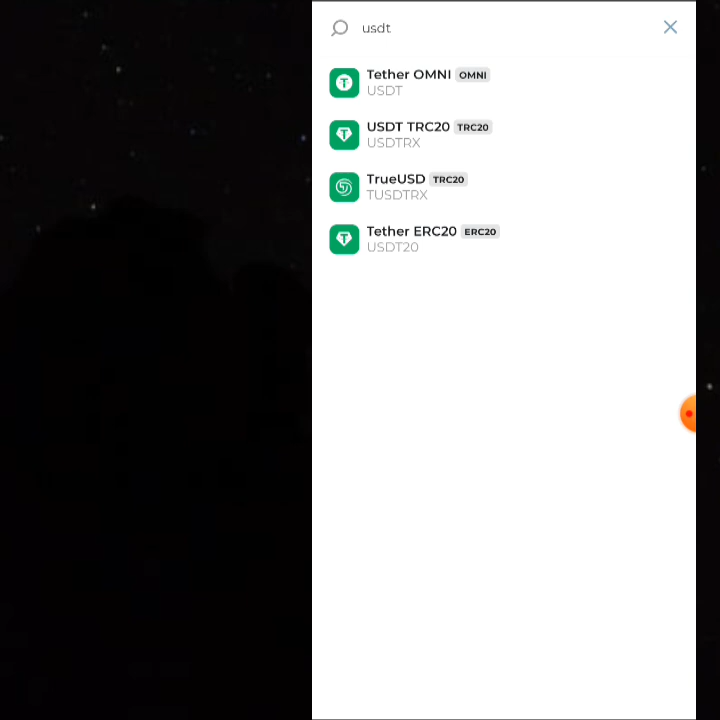 usdt
Tether OMNI OMNI
USDT
USDT TRC20 TRC20
USDTRX
TrueUSD TRC20
TUSDTRX
Tether ERC20 ERC20
USDT20